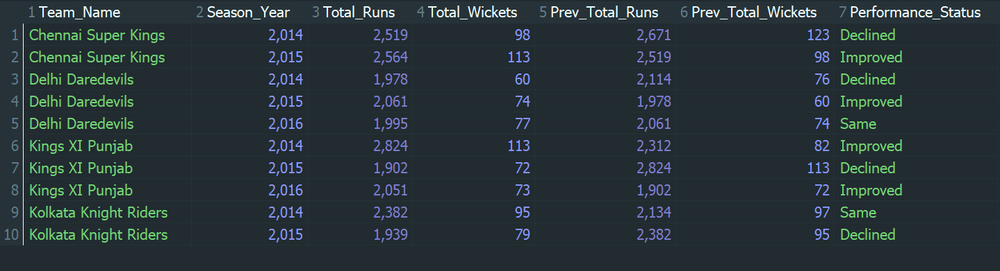 1 Team_Name 2 Season_Year 3 Total_Runs 4 Total_Wickets 5 Prev_Total_Runs 6 Prev_Total_Wickets 7 Performance_Status
1 Chennai Super Kings 2,014 2,519 98 2,671 123 Declined
2 Chennai Super Kings 2,015 2,564 113 2,519 98 Improved
3 Delhi Daredevils 2,014 1,978 60 2,114 76 Declined
4 Delhi Daredevils 2,015 2,061 74 1,978 60 Improved
5 Delhi Daredevils 2,016 1,995 77 2,061 74 Same
6 Kings XI Punjab 2,014 2,824 113 2,312 82 Improved
7 Kings XI Punjab 2,015 1,902 72 2,824 113 Declined
8 Kings XI Punjab 2,016 2,051 73 1,902 72 Improved
9 Kolkata Knight Riders 2,014 2,382 95 2,134 97 Same
10 Kolkata Knight Riders 2,015 1,939 79 2,382 95 Declined